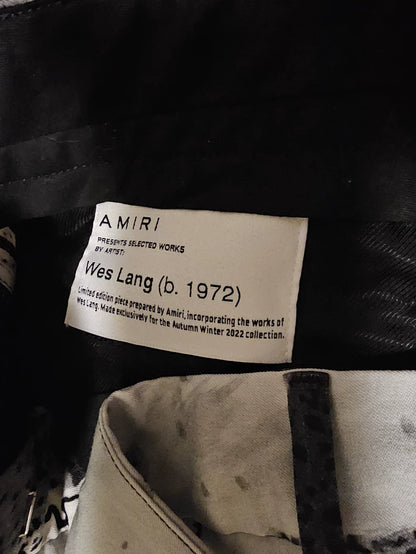 AMIRI
PRESENTS SELECTED WORKS
BY ARTIST:
Wes Lang (b. 1972)
Limited edition piece prepared by Amiri, incorporating the works of
Wes Lang. Made exclusively for the Autumn Winter 2022 collection.